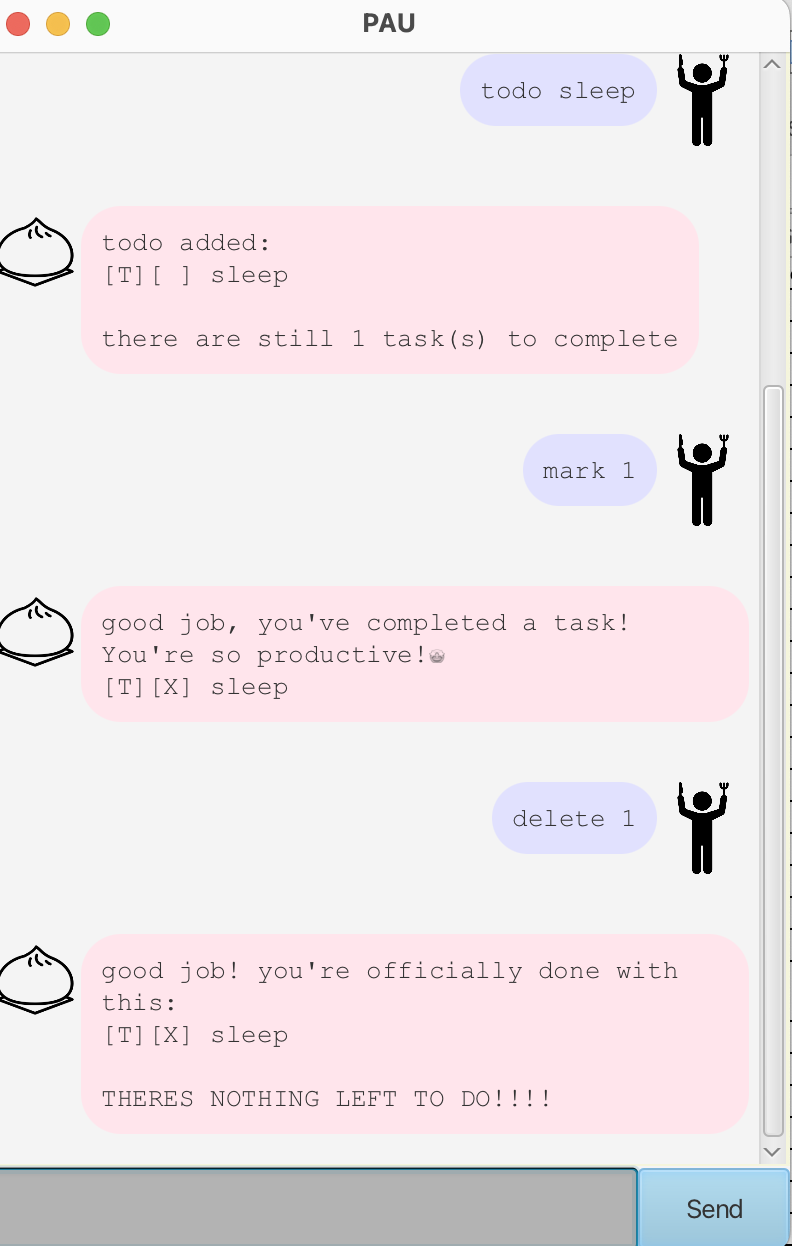 PAU
todo sleep
todo added:
[T][ ] sleep
there are still 1 task(s) to complete
mark 1
good job, you've completed a task!
You're so productive!
[T][X] sleep
delete 1
good job! you're officially done with
this:
[T][X] sleep
THERES NOTHING LEFT TO DO!!!!
Send